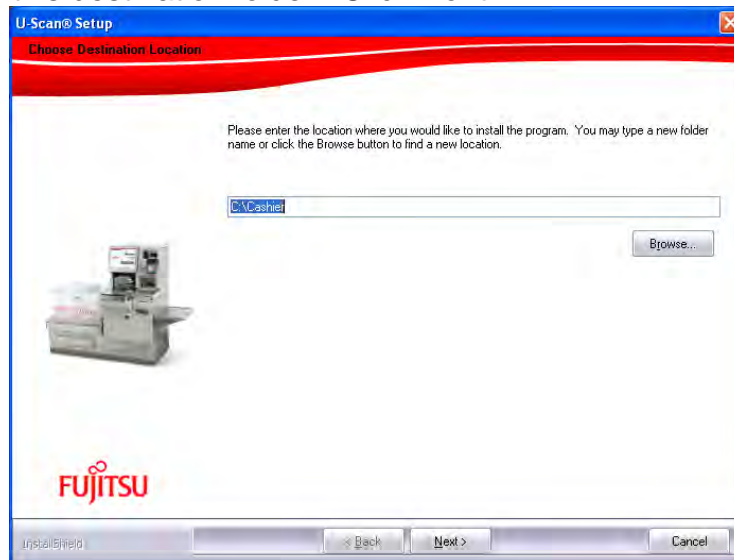 U-Scan® Setup
Choose Destination Location
Please enter the location where you would like to install the program. You may type a new folder
name or click the Browse button to find a new location.
C:\Cashier
Browse...
FUJITSU
InstallShield
< Back
Next >
Cancel